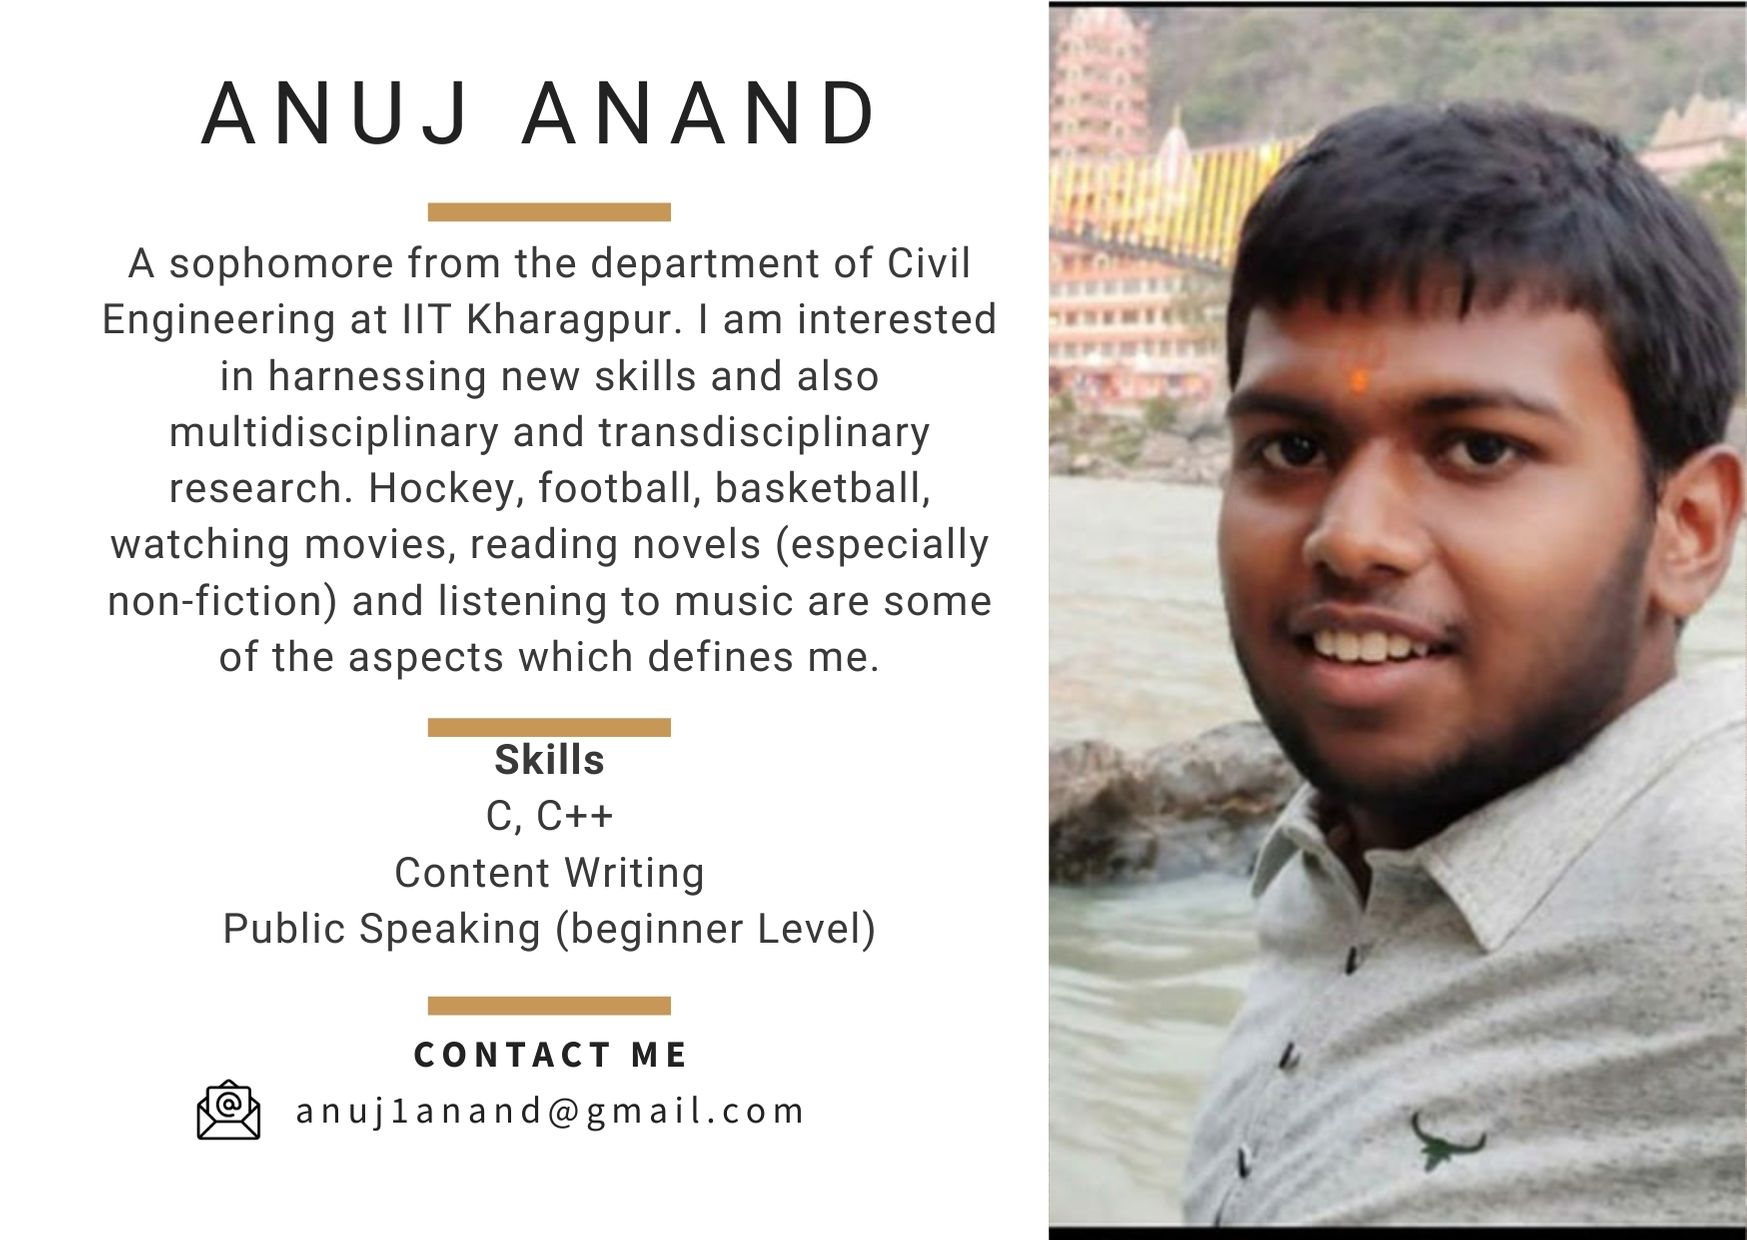 ANUJ ANAND
A sophomore from the department of Civil
Engineering at IIT Kharagpur. I am interested
in harnessing new skills and also
multidisciplinary and transdisciplinary
research. Hockey, football, basketball,
watching movies, reading novels (especially
non-fiction) and listening to music are some
of the aspects which defines me.
Skills
C, C++
Content Writing
Public Speaking (beginner Level)
CONTACT ME
anuj1anand@gmail.com